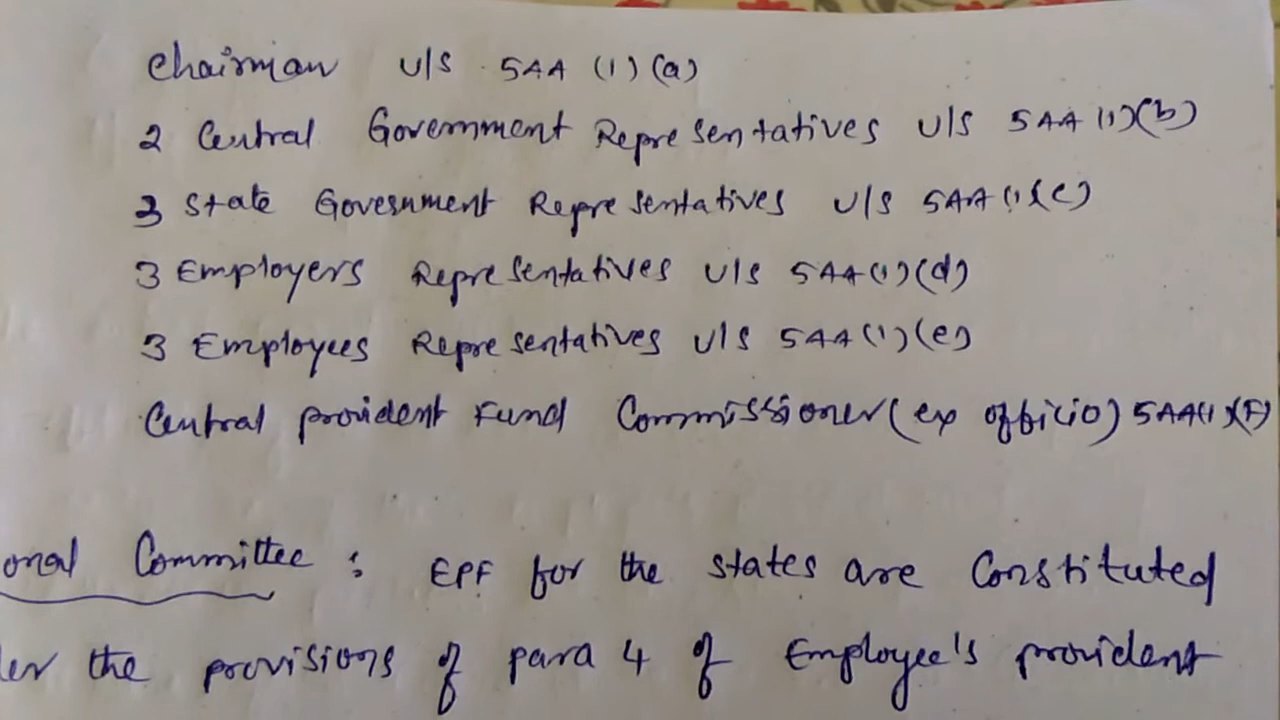 Chairman U/S 5AA (1) (a)
2 Central Government Representatives U/S 5AA (1)(b)
3 State Government Representatives U/S 5AA (1)(c)
3 Employers Representatives U/S 5AA(1)(d)
3 Employees Representatives U/S 5AA(1)(e)
Central provident Fund Commissioner (ex officio) 5AA(1)(F)
onal Committee : EPF for the states are Constituted
er the provisions of para 4 of Employee's provident